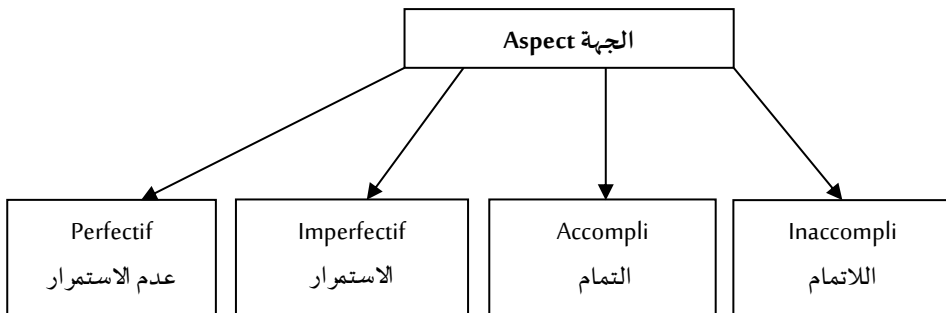 الجهة Aspect
Perfectif
عدم الاستمرار
Imperfectif
الاستمرار
Accompli
التمام
Inaccompli
اللاتمام